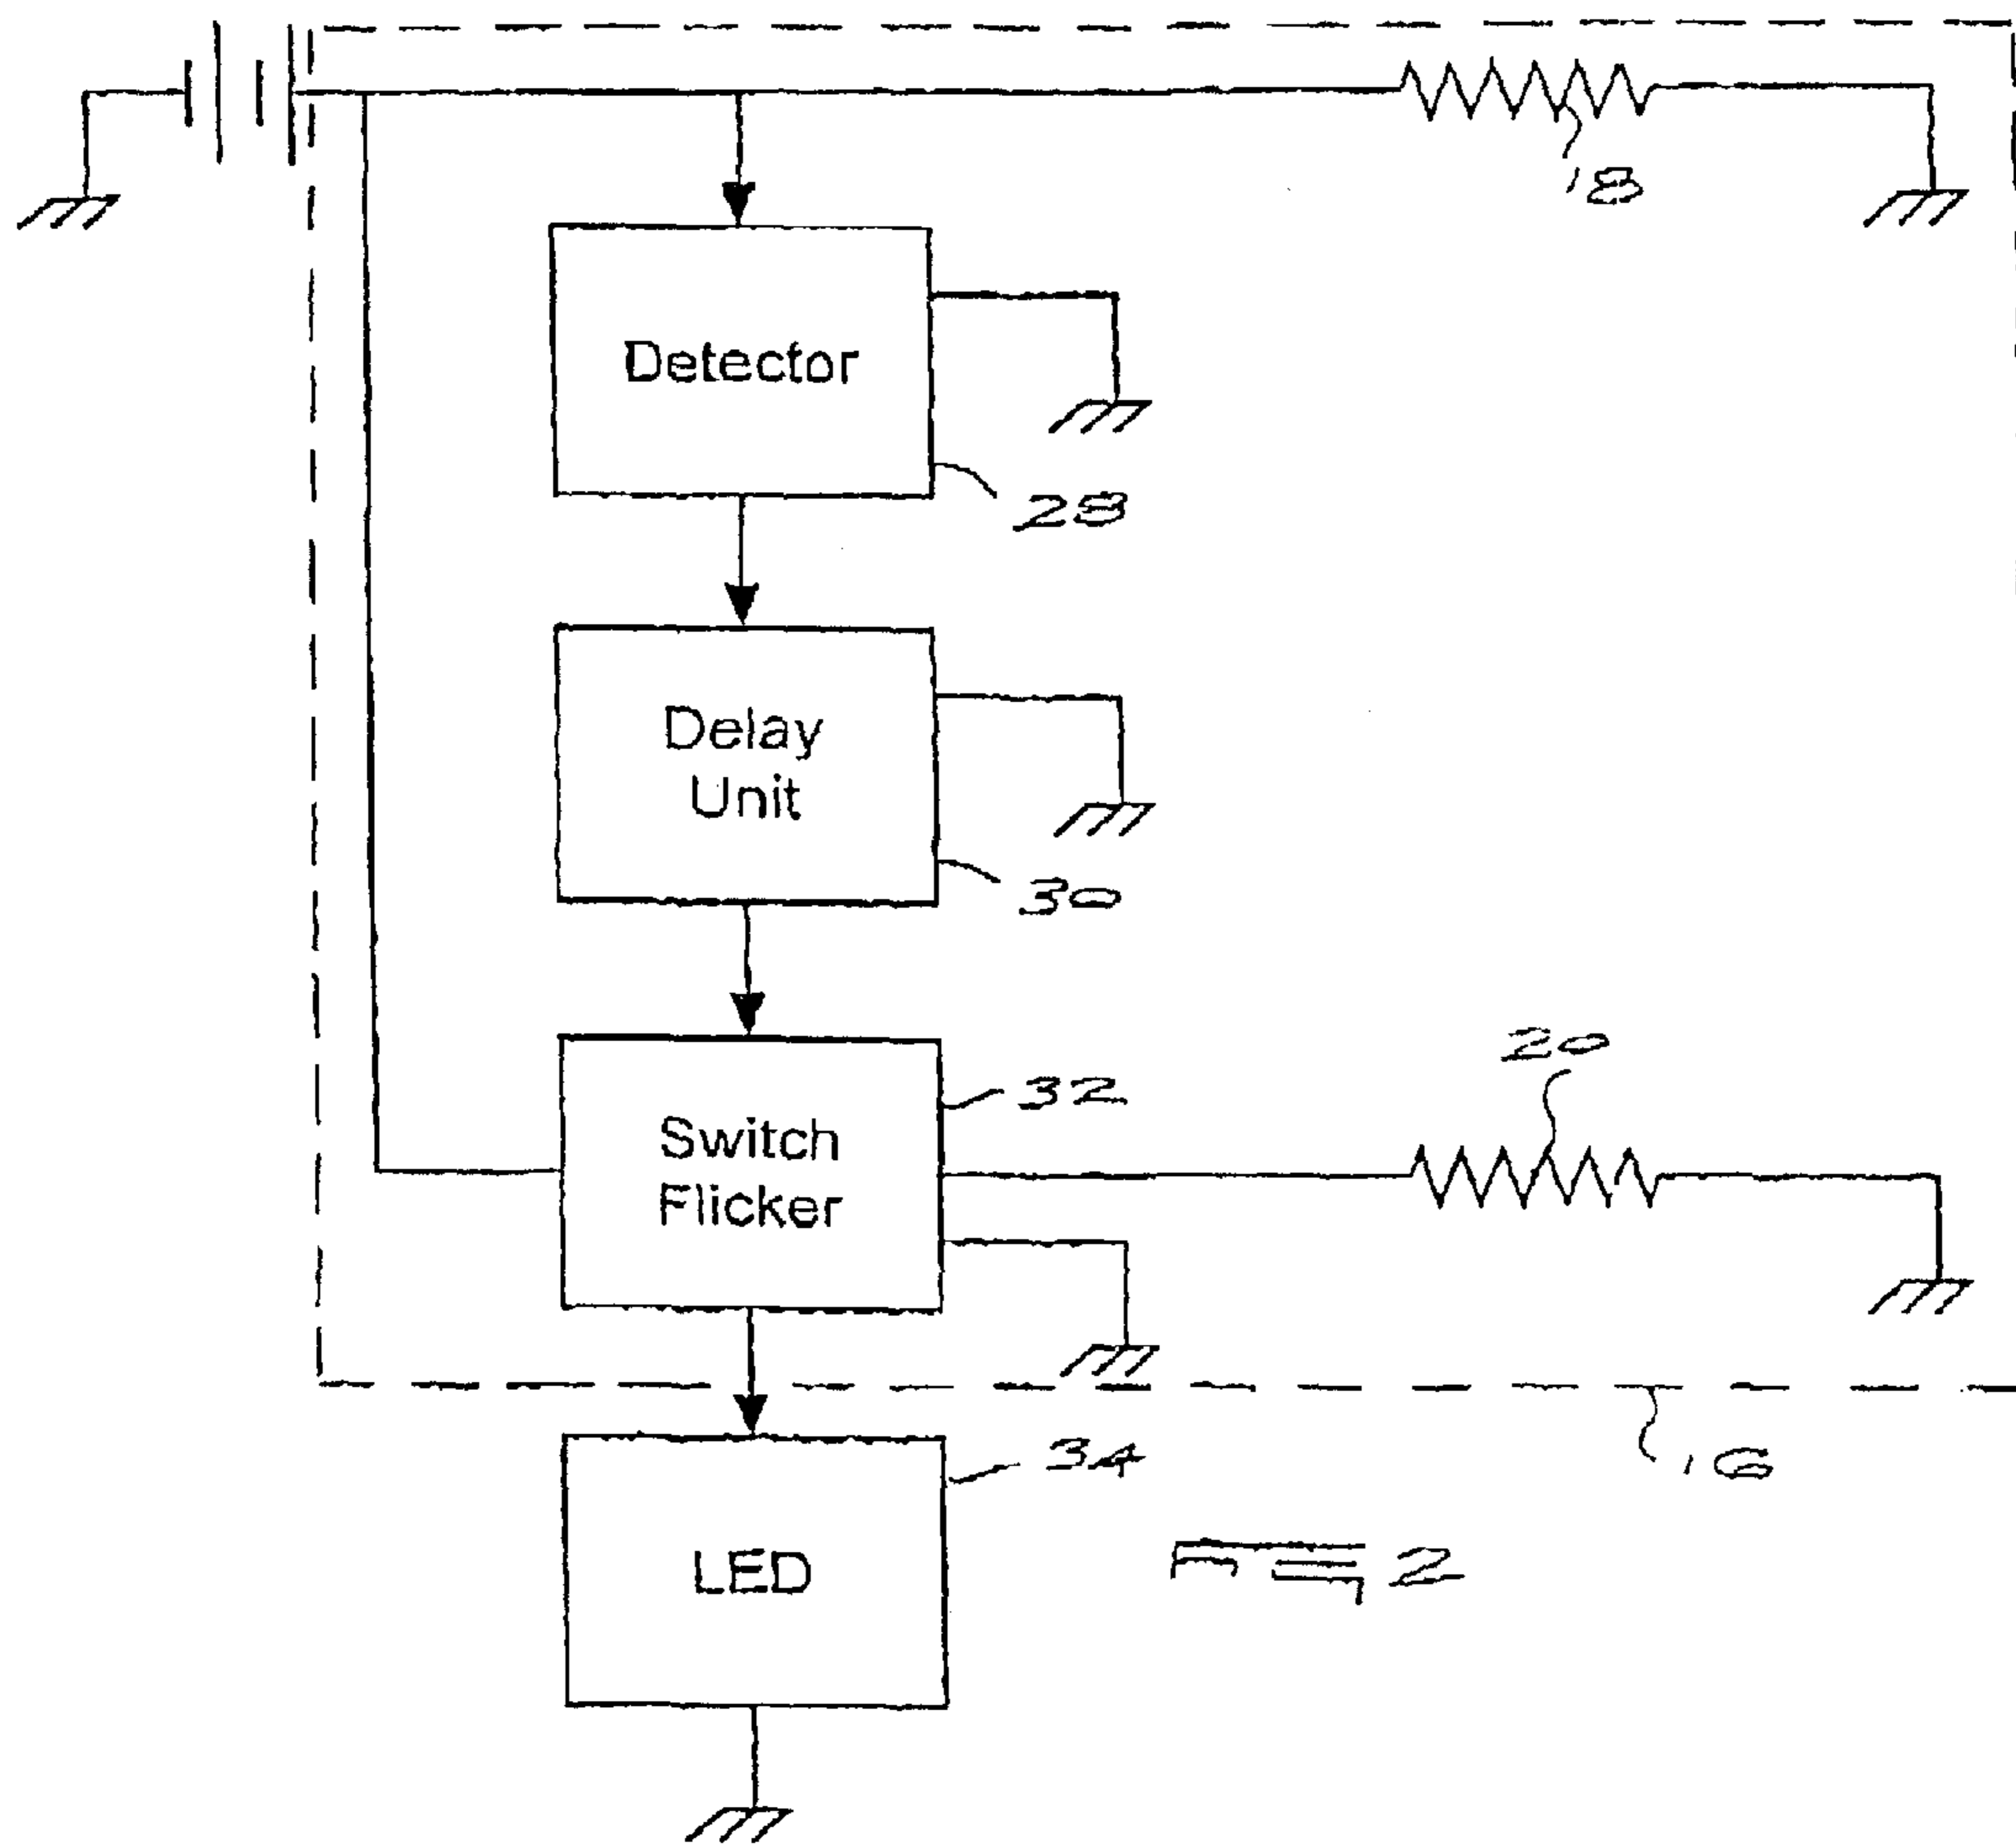 18
Detector
28
Delay
Unit
30
20
32
Switch
Flicker
34
16
LED
FIG 2